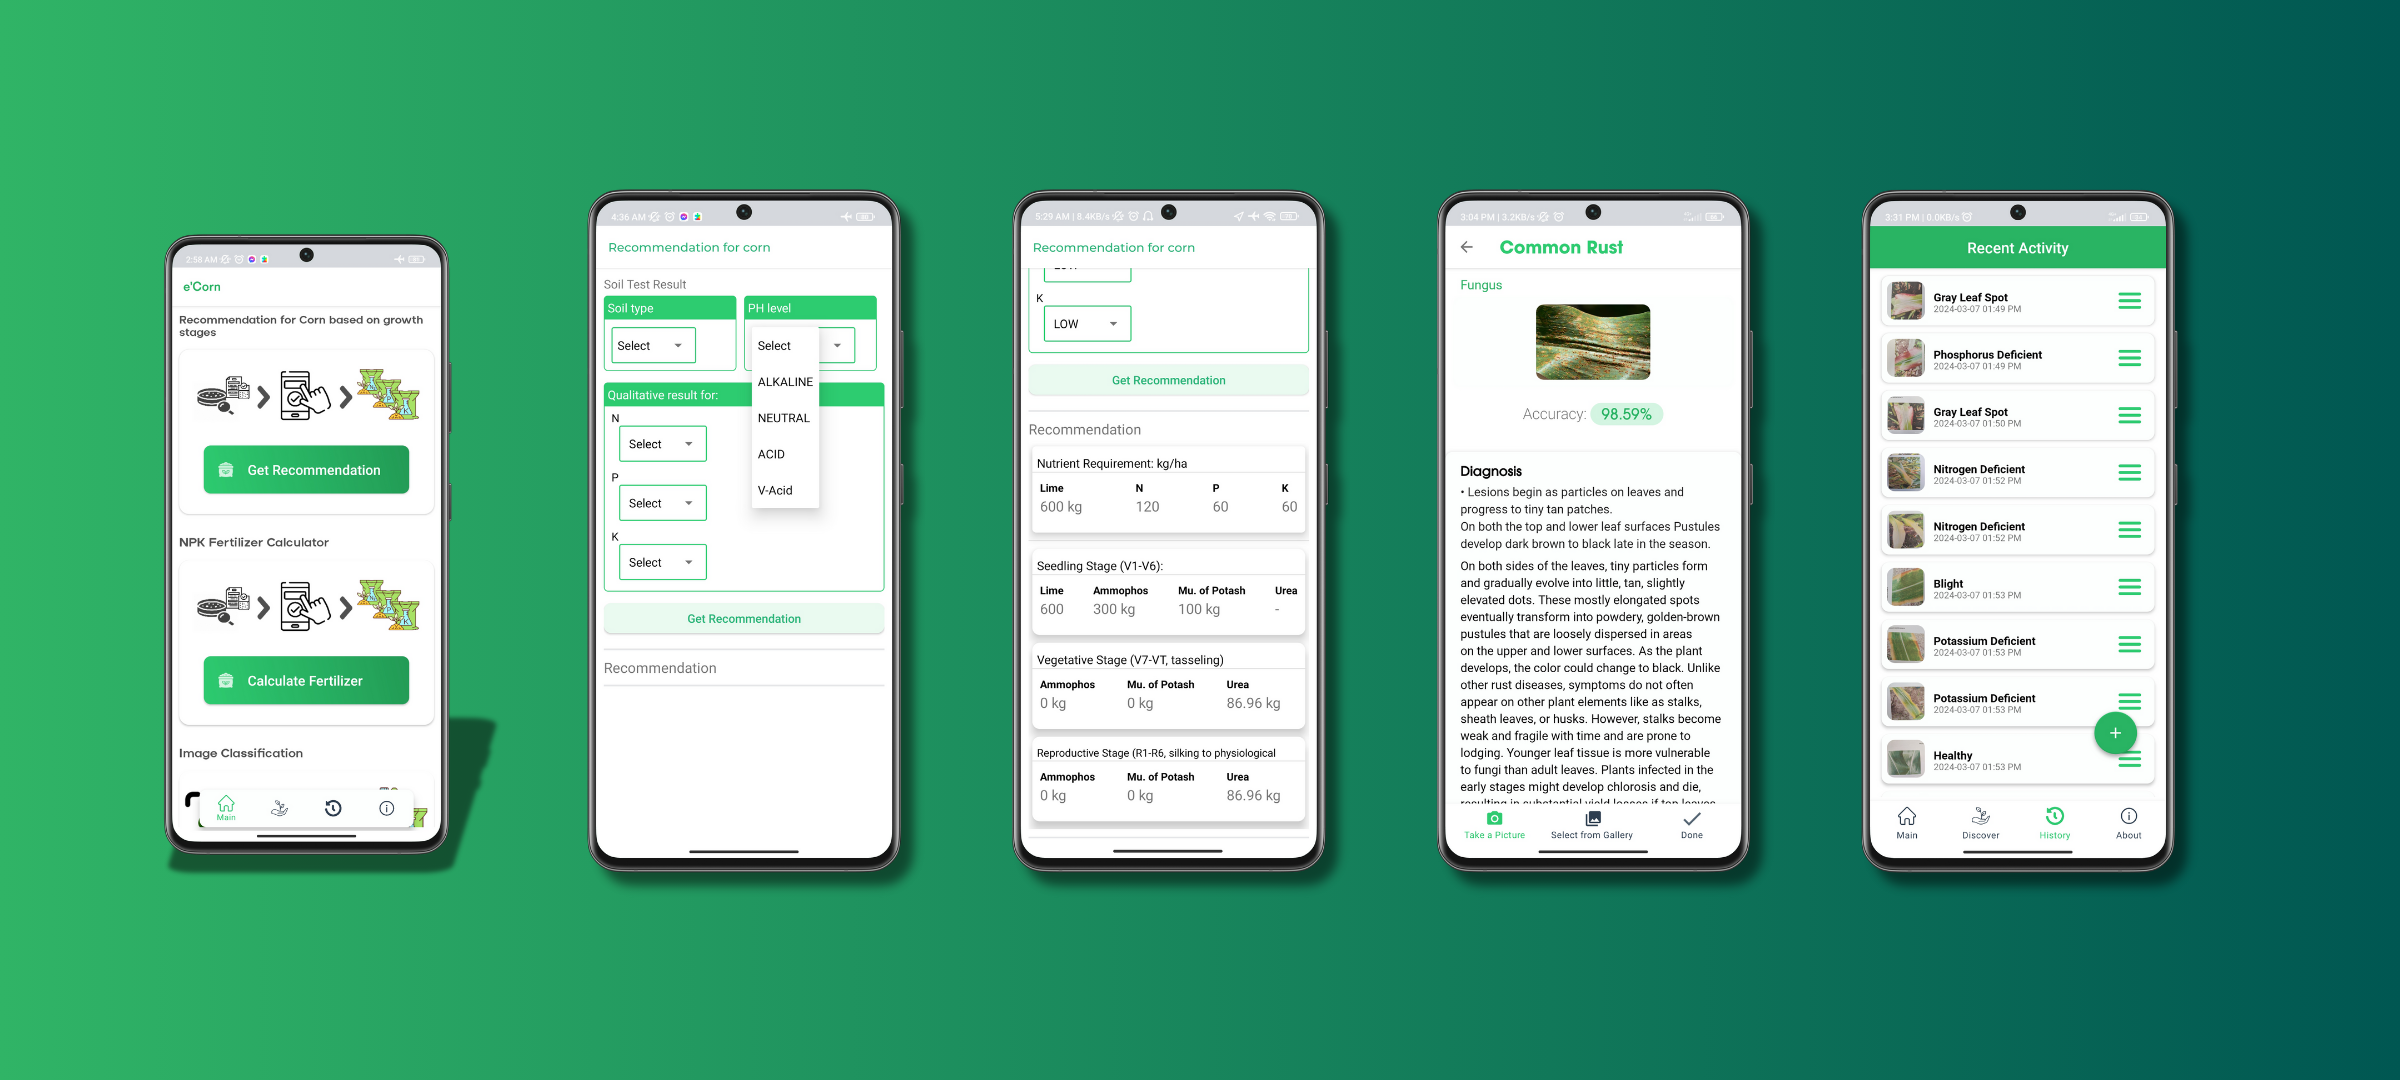 2:58 AM
e'Corn
Recommendation for Corn based on growth
stages
Get Recommendation
NPK Fertilizer Calculator
Calculate Fertilizer
Image Classification
Main
4:36 AM
Recommendation for corn
Soil Test Result
Soil type
PH level
Select
Select
ALKALINE
NEUTRAL
ACID
V-Acid
Qualitative result for:
N
Select
P
Select
K
Select
Get Recommendation
Recommendation
5:29 AM | 8.4KB/s
Recommendation for corn
K
LOW
Get Recommendation
Recommendation
Nutrient Requirement: kg/ha
Lime N P K
600 kg 120 60 60
Seedling Stage (V1-V6):
Lime Ammophos Mu. of Potash Urea
600 300 kg 100 kg -
Vegetative Stage (V7-VT, tasseling)
Ammophos Mu. of Potash Urea
0 kg 0 kg 86.96 kg
Reproductive Stage (R1-R6, silking to physiological
Ammophos Mu. of Potash Urea
0 kg 0 kg 86.96 kg
3:04 PM | 3.2KB/s
Common Rust
Fungus
Accuracy: 98.59%
Diagnosis
• Lesions begin as particles on leaves and
progress to tiny tan patches.
On both the top and lower leaf surfaces Pustules
develop dark brown to black late in the season.
On both sides of the leaves, tiny particles form
and gradually evolve into little, tan, slightly
elevated dots. These mostly elongated spots
eventually transform into powdery, golden-brown
pustules that are loosely dispersed in areas
on the upper and lower surfaces. As the plant
develops, the color could change to black. Unlike
other rust diseases, symptoms do not often
appear on other plant elements like as stalks,
sheath leaves, or husks. However, stalks become
weak and fragile with time and are prone to
lodging. Younger leaf tissue is more vulnerable
to fungi than adult leaves. Plants infected in the
early stages might develop chlorosis and die,
resulting in substantial yield losses if top leaves
Take a Picture
Select from Gallery
Done
3:31 PM | 0.0KB/s
Recent Activity
Gray Leaf Spot
2024-03-07 01:49 PM
Phosphorus Deficient
2024-03-07 01:49 PM
Gray Leaf Spot
2024-03-07 01:50 PM
Nitrogen Deficient
2024-03-07 01:52 PM
Nitrogen Deficient
2024-03-07 01:52 PM
Blight
2024-03-07 01:53 PM
Potassium Deficient
2024-03-07 01:53 PM
Potassium Deficient
2024-03-07 01:53 PM
Healthy
2024-03-07 01:53 PM
Main
Discover
History
About